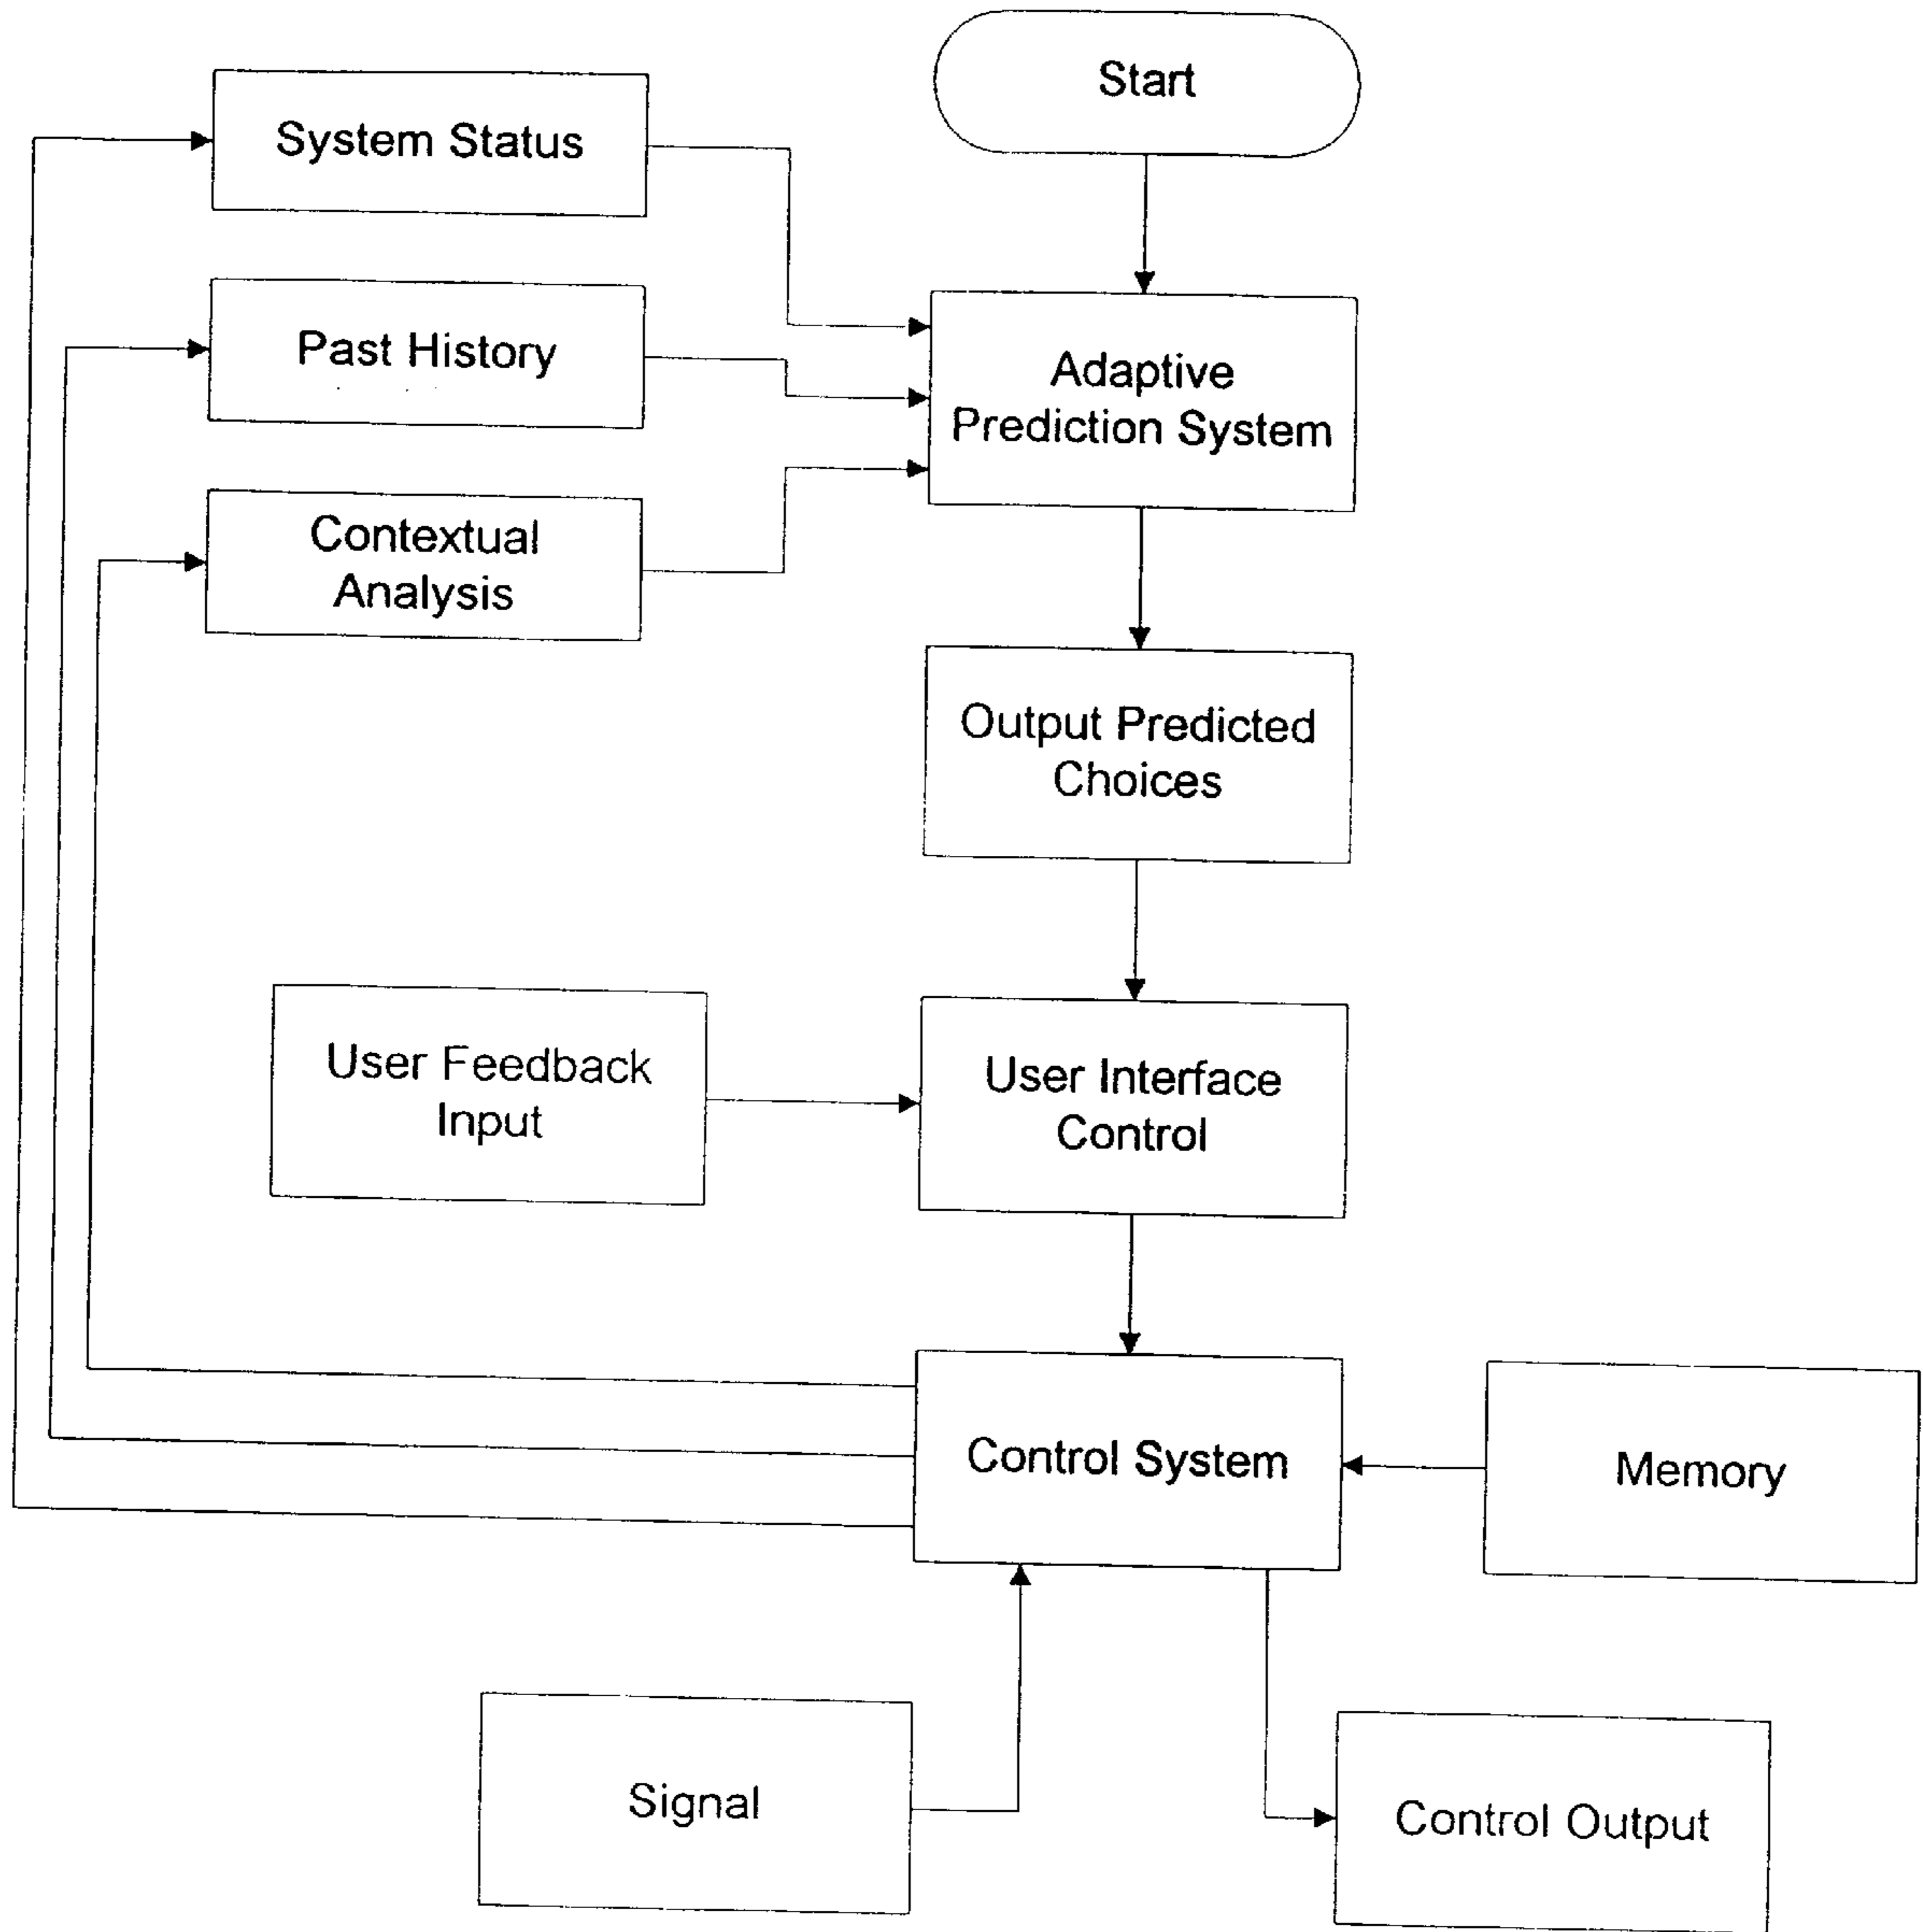 Start
System Status
Past History
Adaptive
Prediction System
Contextual
Analysis
Output Predicted
Choices
User Feedback
Input
User Interface
Control
Control System
Memory
Signal
Control Output